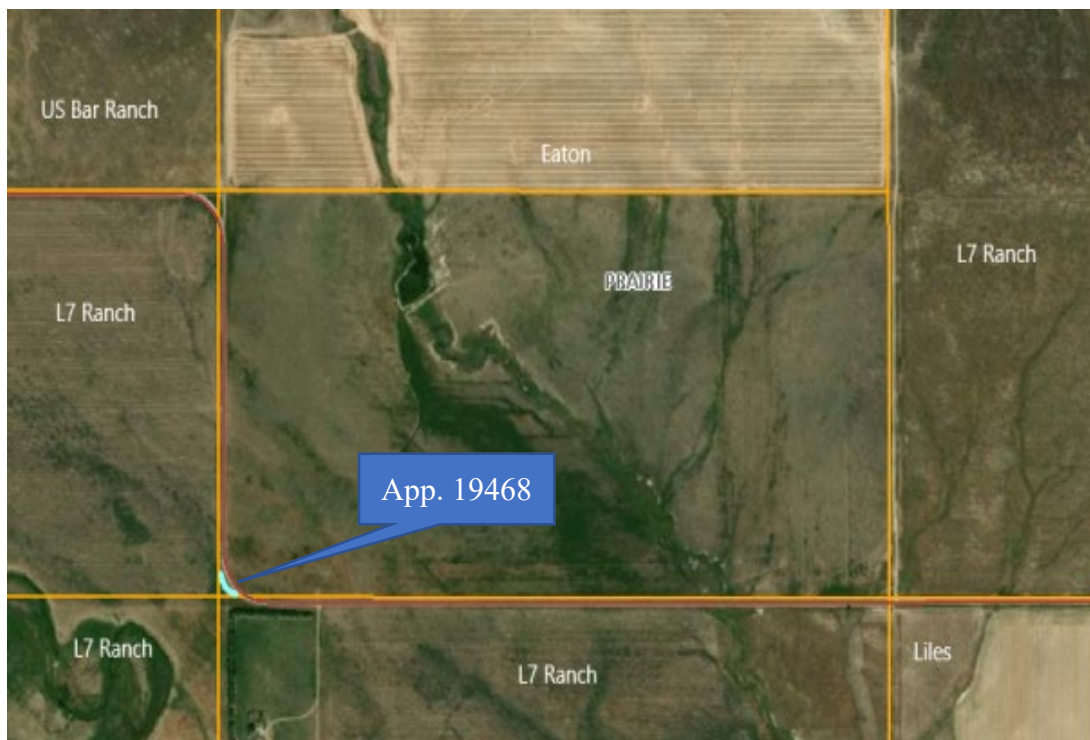 US Bar Ranch
Eaton
L7 Ranch
PRAIRIE
L7 Ranch
App. 19468
L7 Ranch
L7 Ranch
Liles